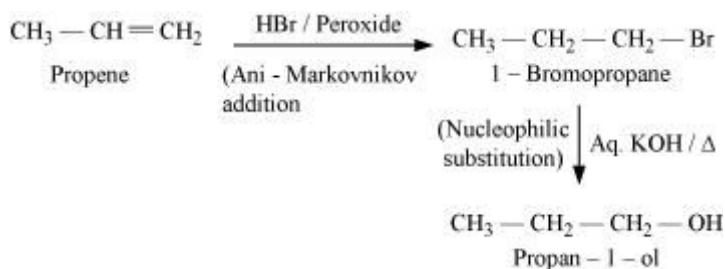 CH₃ — CH = CH₂
Propene
HBr / Peroxide
(Ani - Markovnikov
addition
CH₃ — CH₂ — CH₂ — Br
1 – Bromopropane
(Nucleophilic
substitution)
Aq. KOH / Δ
CH₃ — CH₂ — CH₂ — OH
Propan – 1 – ol